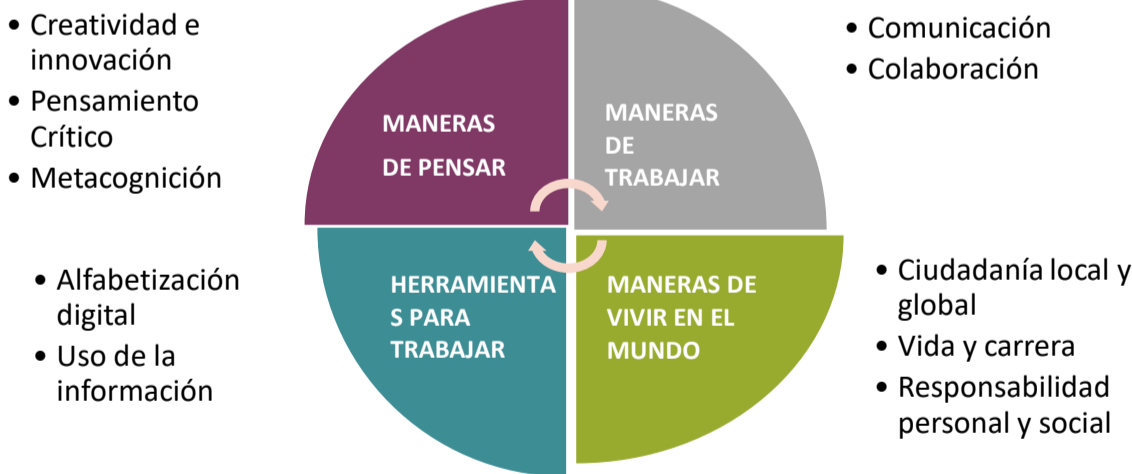 • Creatividad e
innovación
• Pensamiento
Crítico
• Metacognición
MANERAS
DE PENSAR
MANERAS
DE
TRABAJAR
• Comunicación
• Colaboración
• Alfabetización
digital
• Uso de la
información
HERRAMIENTA
S PARA
TRABAJAR
MANERAS DE
VIVIR EN EL
MUNDO
• Ciudadanía local y
global
• Vida y carrera
• Responsabilidad
personal y social